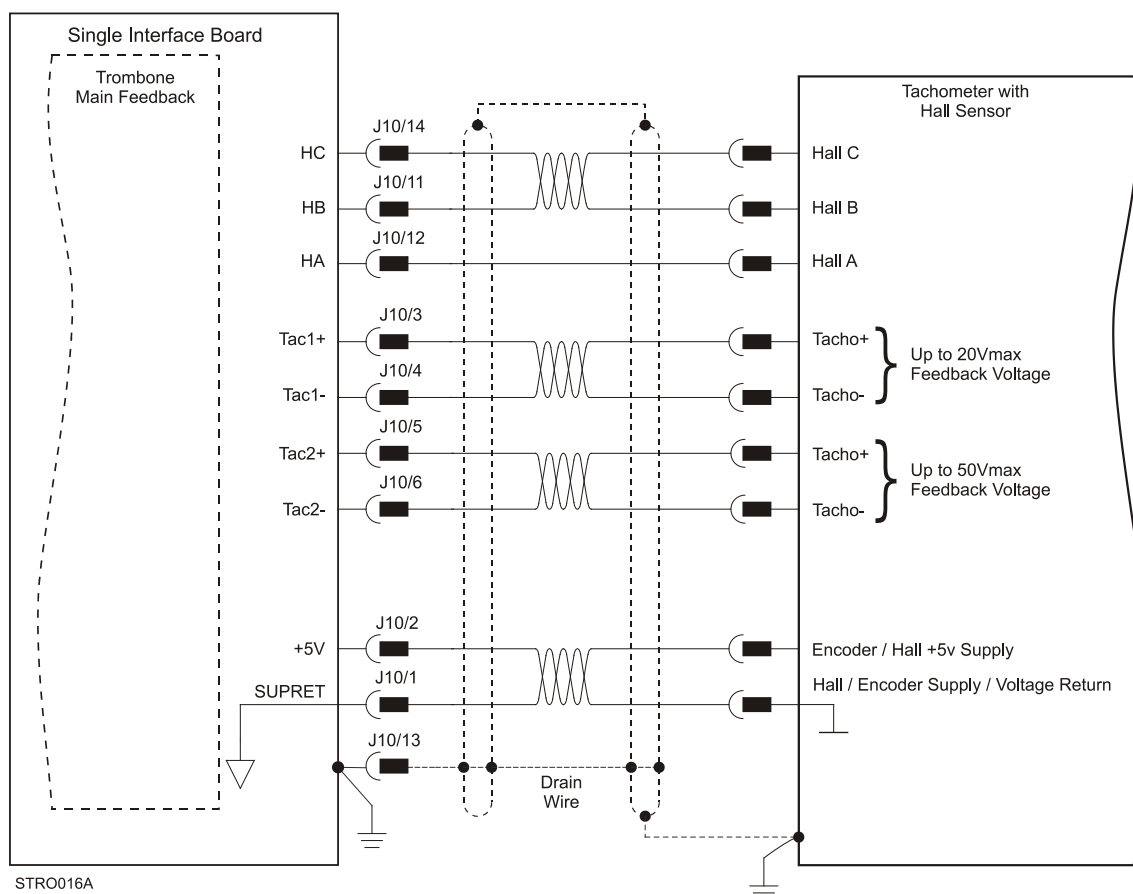 Single Interface Board
Trombone
Main Feedback
Tachometer with
Hall Sensor
J10/14
HC
Hall C
J10/11
HB
Hall B
J10/12
HA
Hall A
J10/3
Tac1+
Tacho+
Up to 20Vmax
Feedback Voltage
J10/4
Tac1-
Tacho-
J10/5
Tac2+
Tacho+
Up to 50Vmax
Feedback Voltage
J10/6
Tac2-
Tacho-
J10/2
+5V
Encoder / Hall +5v Supply
J10/1
SUPRET
Hall / Encoder Supply / Voltage Return
J10/13
Drain
Wire
STRO016A